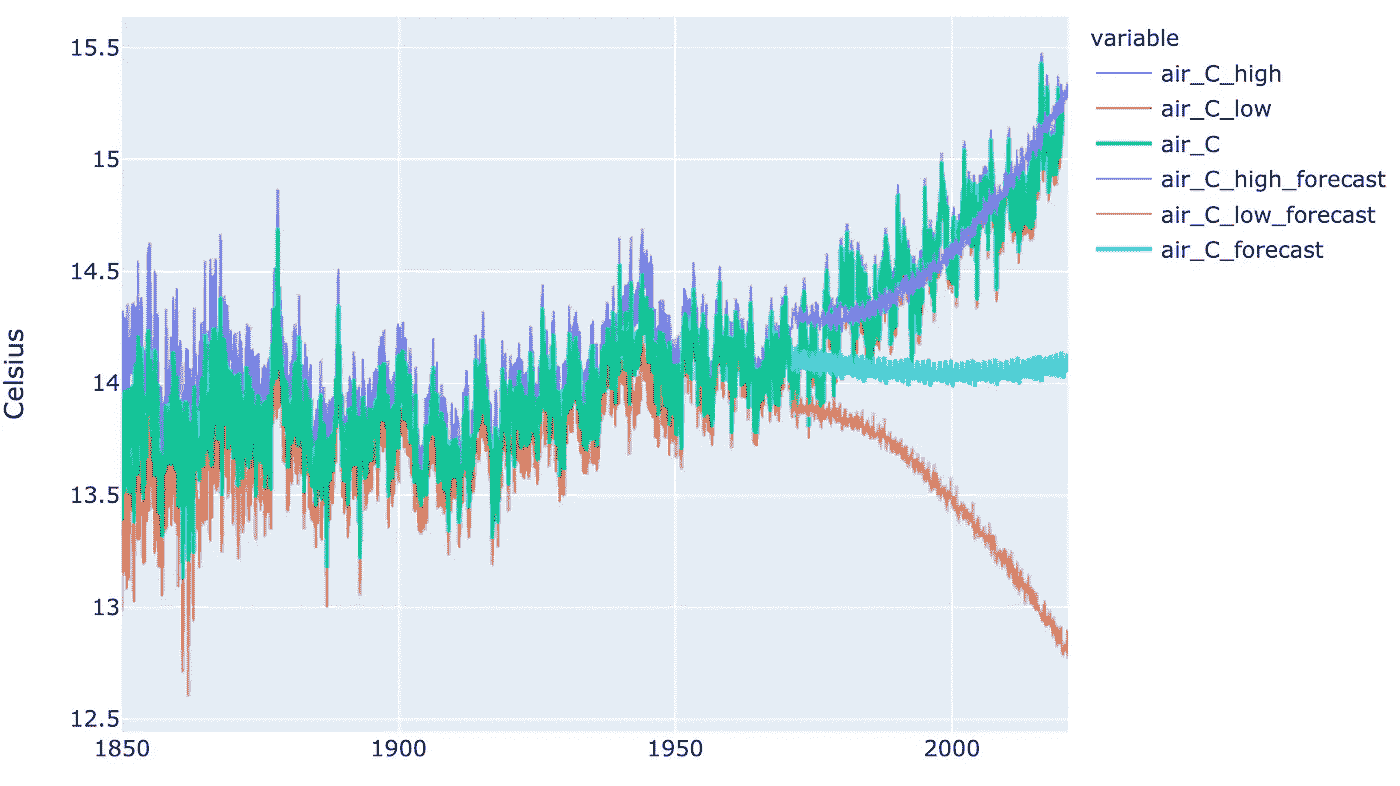 Celsius
15.5
15
14.5
14
13.5
13
12.5
1850
1900
1950
2000
variable
air_C_high
air_C_low
air_C
air_C_high_forecast
air_C_low_forecast
air_C_forecast